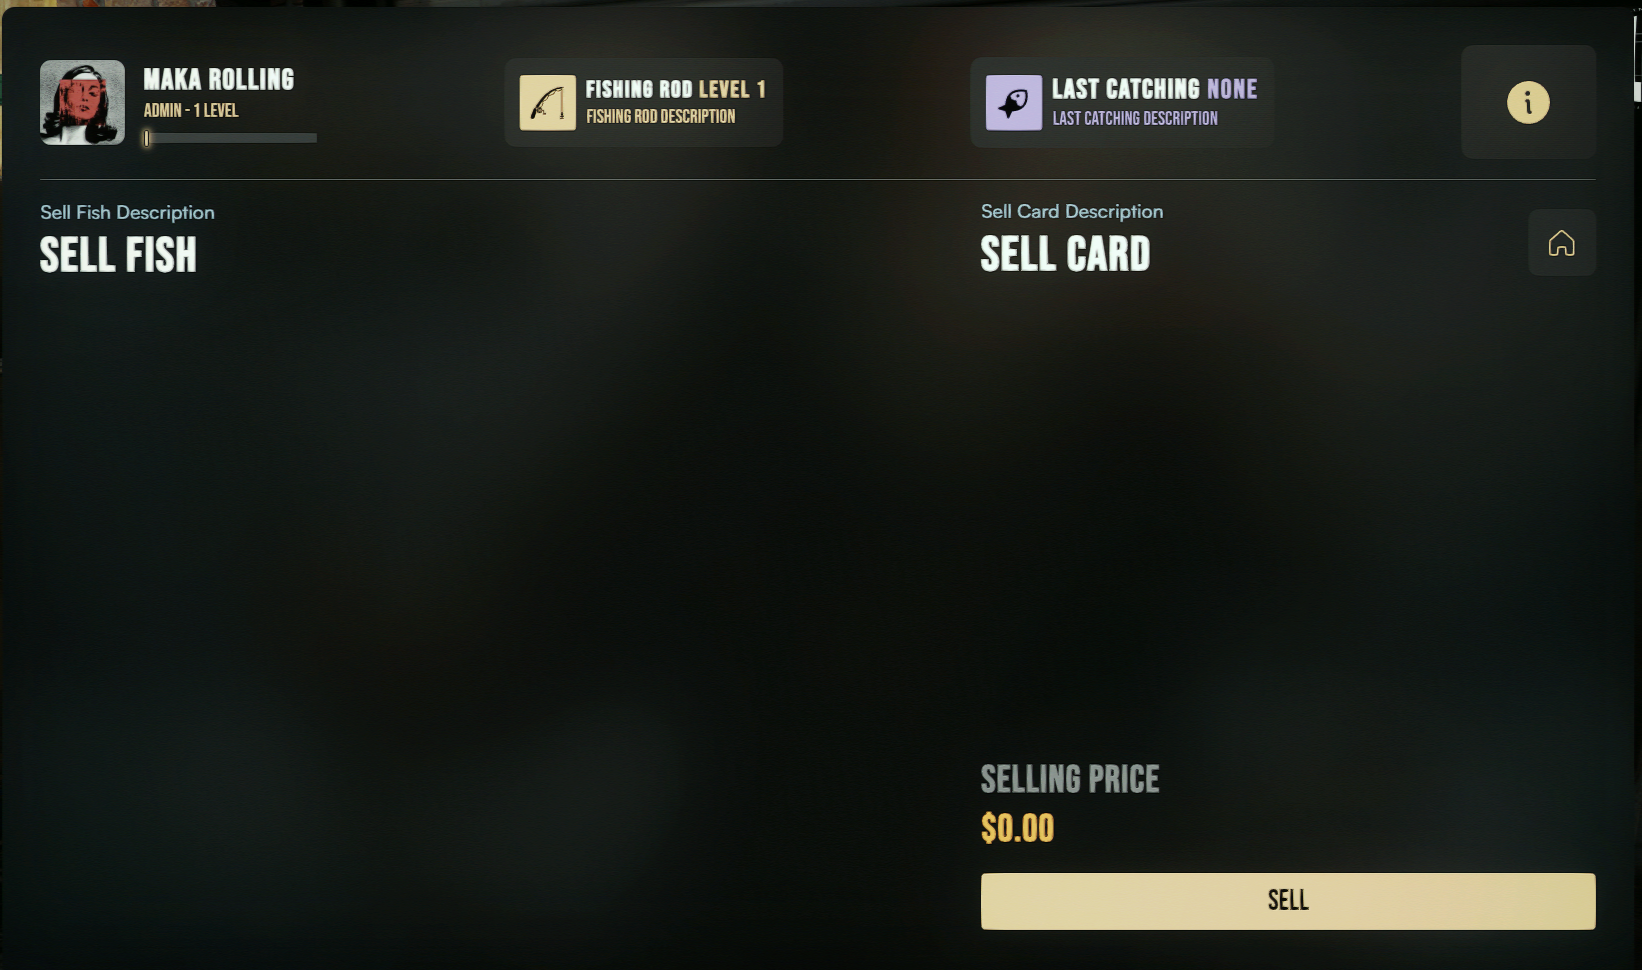 MAKA ROLLING
ADMIN - 1 LEVEL
FISHING ROD LEVEL 1
FISHING ROD DESCRIPTION
LAST CATCHING NONE
LAST CATCHING DESCRIPTION
i
Sell Fish Description
SELL FISH
Sell Card Description
SELL CARD
SELLING PRICE
$0.00
SELL